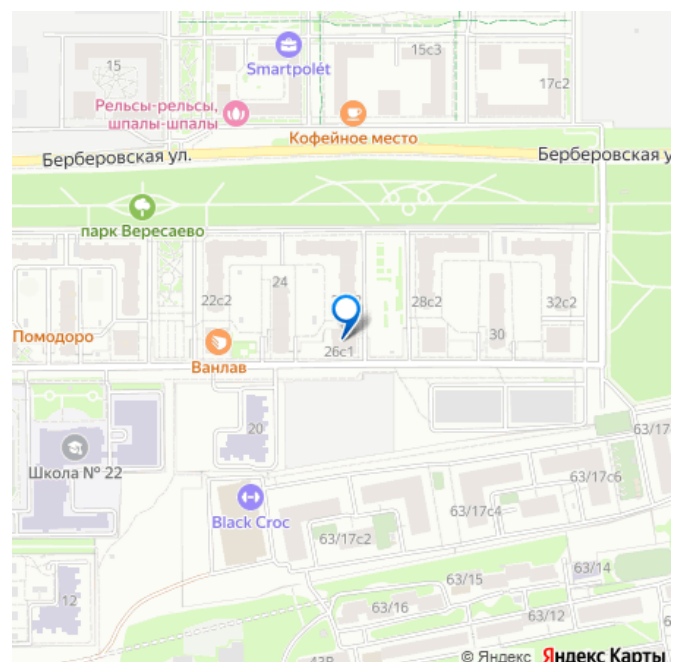 15
15с3
Smartpolét
17с2
Рельсы-рельсы,
шпалы-шпалы
Кофейное место
Берберовская ул.
Берберовская у
парк Вересаево
22с2
24
28с2
32с2
Помодоро
30
26с1
Ванлав
20
63/17
Школа № 22
63/17с6
Black Croc
63/17с4
63/17с2
63/15
63/14
12
63/16
63/12
© Яндекс Яндекс Карты